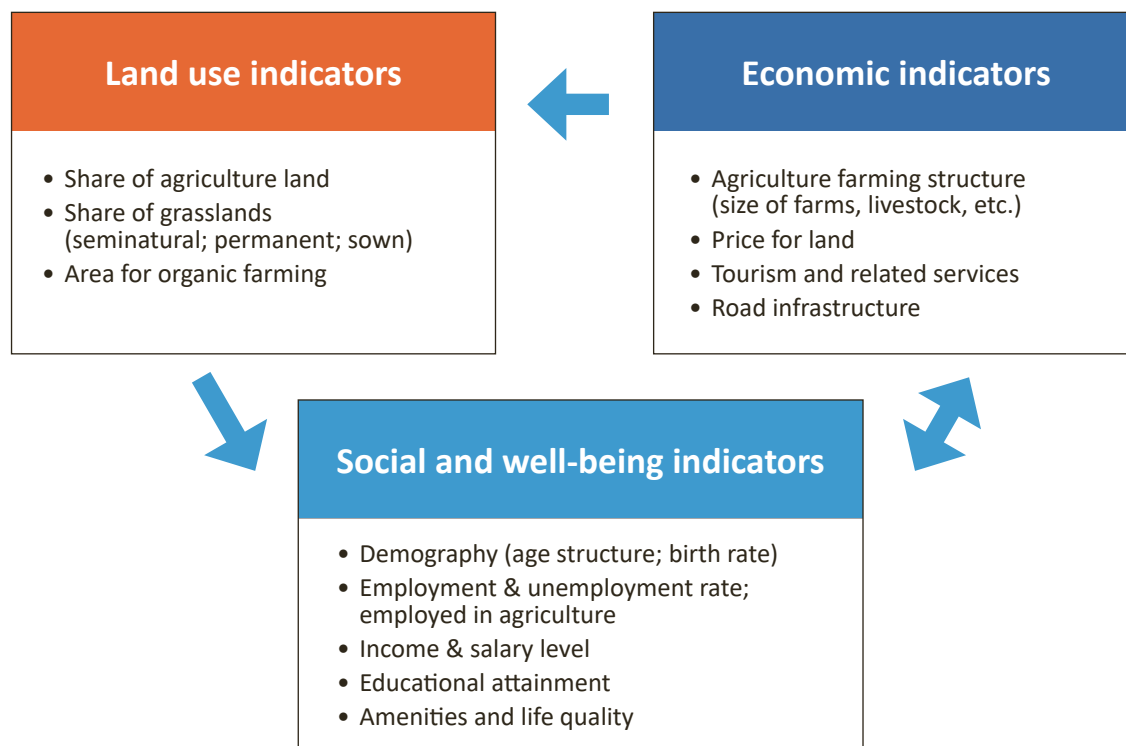 Land use indicators
• Share of agriculture land
• Share of grasslands
(seminatural; permanent; sown)
• Area for organic farming
Economic indicators
• Agriculture farming structure
(size of farms, livestock, etc.)
• Price for land
• Tourism and related services
• Road infrastructure
Social and well-being indicators
• Demography (age structure; birth rate)
• Employment & unemployment rate;
employed in agriculture
• Income & salary level
• Educational attainment
• Amenities and life quality